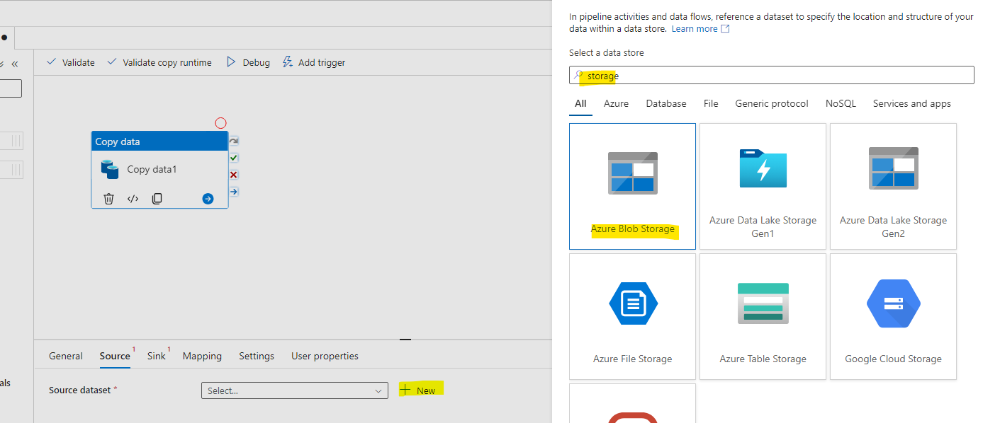 Validate
Validate copy runtime
Debug
Add trigger
Copy data
Copy data1
General
Source 1
Sink 1
Mapping
Settings
User properties
als
Source dataset *
Select...
New
In pipeline activities and data flows, reference a dataset to specify the location and structure of your
data within a data store. Learn more
Select a data store
storage
All
Azure
Database
File
Generic protocol
NoSQL
Services and apps
Azure Blob Storage
Azure Data Lake Storage
Gen1
Azure Data Lake Storage
Gen2
Azure File Storage
Azure Table Storage
Google Cloud Storage